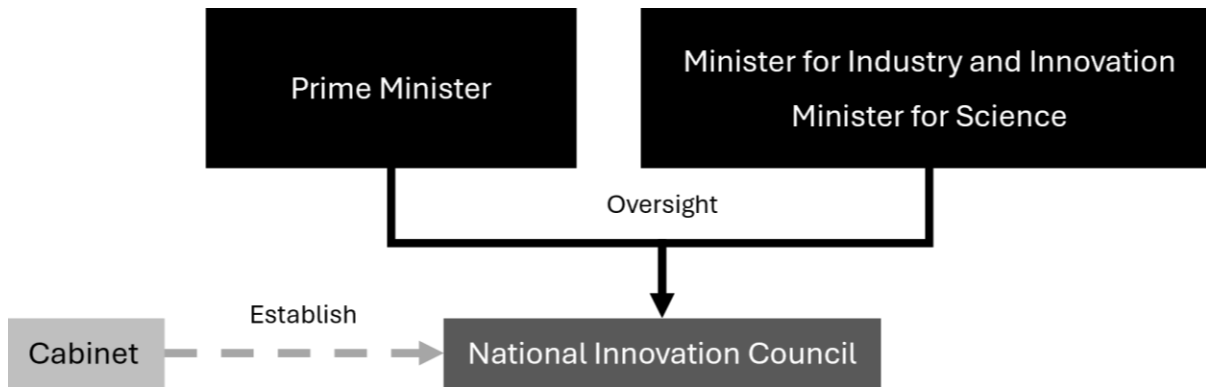 Prime Minister
Minister for Industry and Innovation
Minister for Science
Oversight
Establish
Cabinet
National Innovation Council